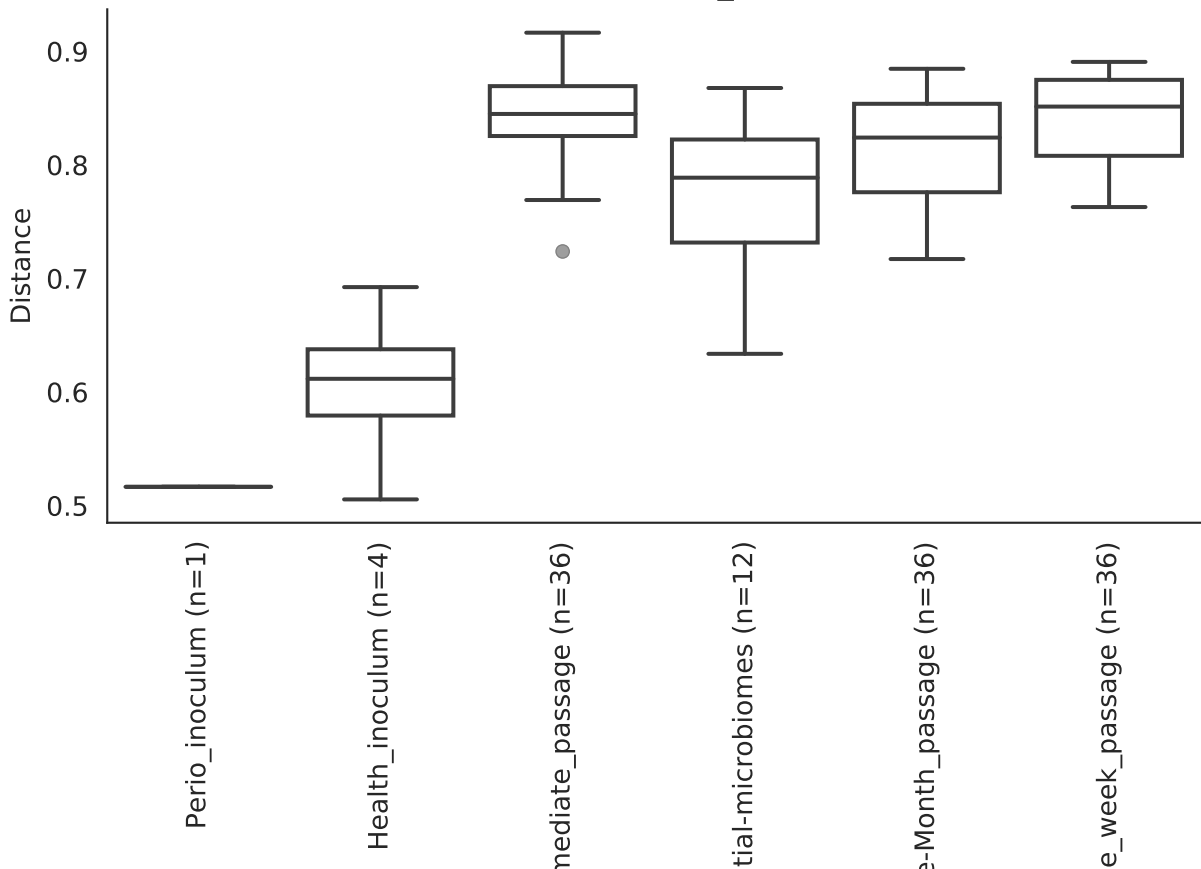 0.9
0.8
0.7
0.6
0.5
Distance
Perio_inoculum (n=1)
Health_inoculum (n=4)
mediate_passage (n=36)
tial-microbiomes (n=12)
e-Month_passage (n=36)
e_week_passage (n=36)